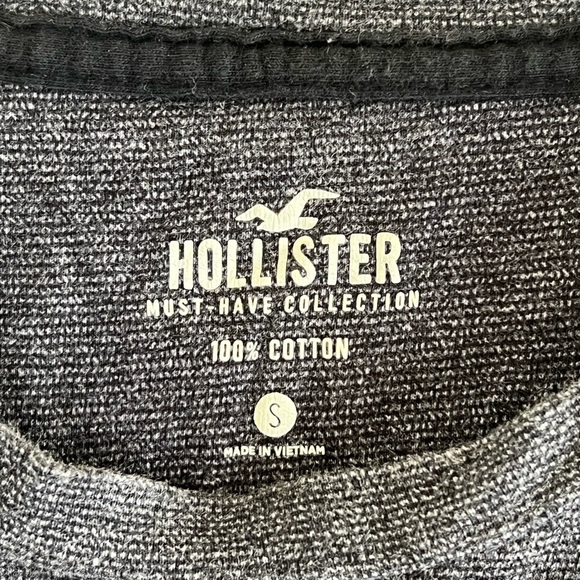 HOLLISTER
MUST-HAVE COLLECTION
100% COTTON
S
MADE IN VIETNAM